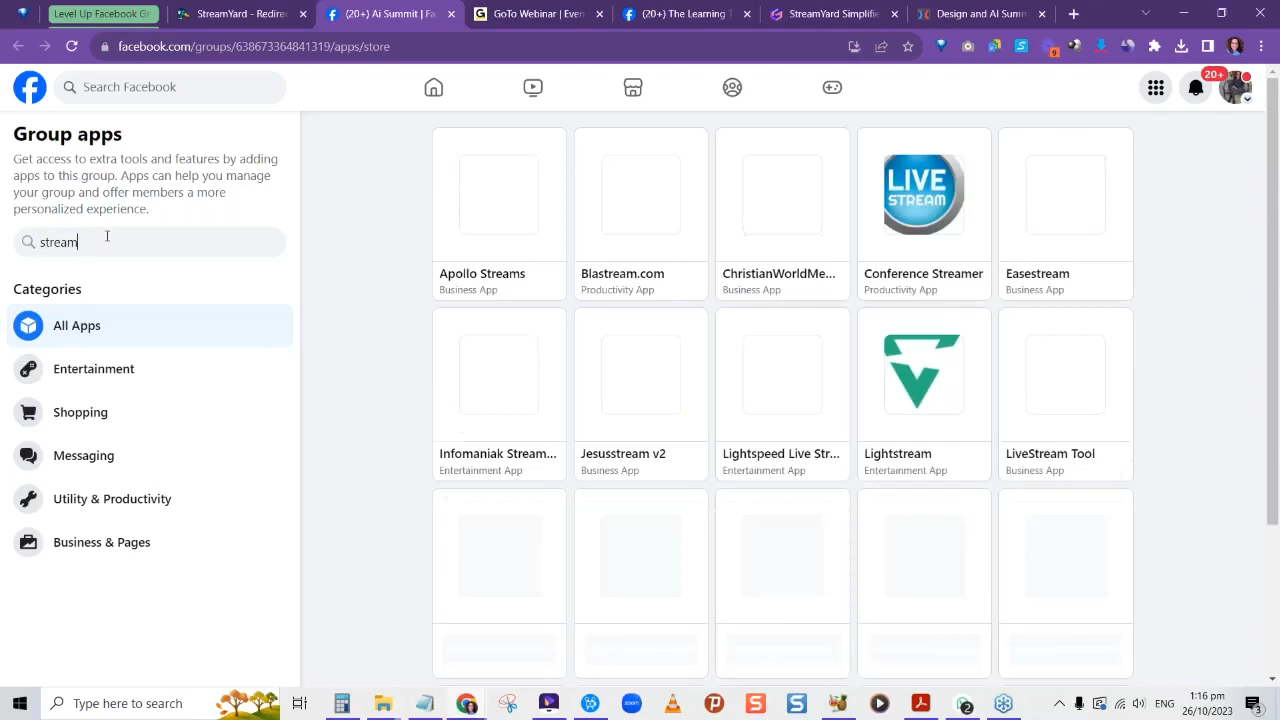 Level Up Facebook Gr
StreamYard - Redire
(20+) Ai Summit | Fa
GoTo Webinar | Even
(20+) The Learning T
StreamYard Simplifie
Design and AI Summ
facebook.com/groups/638673364841319/apps/store
Search Facebook
20+
Group apps
Get access to extra tools and features by adding
apps to this group. Apps can help you manage
your group and offer members a more
personalized experience.
stream
Categories
All Apps
Entertainment
Shopping
Messaging
Utility & Productivity
Business & Pages
LIVE
STREAM
Apollo Streams
Business App
Blastream.com
Productivity App
ChristianWorldMe...
Business App
Conference Streamer
Productivity App
Easestream
Business App
Infomaniak Stream...
Entertainment App
Jesusstream v2
Business App
Lightspeed Live Str...
Entertainment App
Lightstream
Entertainment App
LiveStream Tool
Business App
Type here to search
zoom
2
ENG
1:16 pm
26/10/2023
3